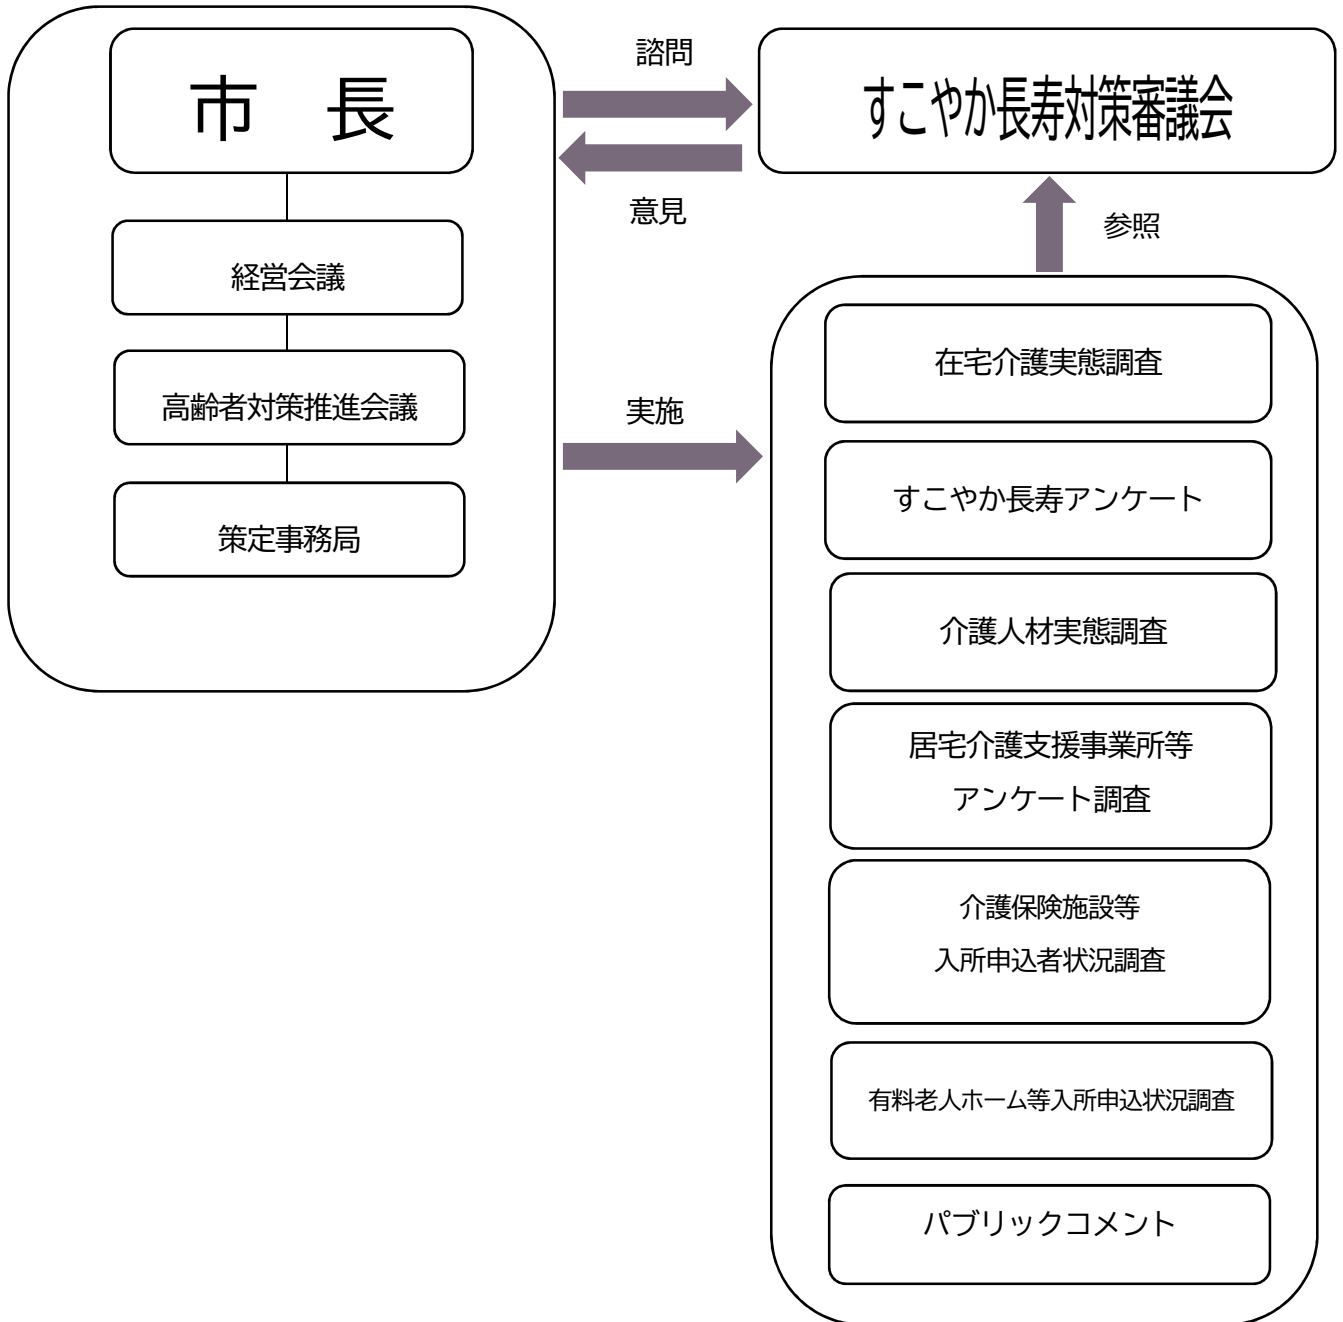 市　長
経営会議
高齢者対策推進会議
策定事務局
諮問
意見
実施
すこやか長寿対策審議会
参照
在宅介護実態調査
すこやか長寿アンケート
介護人材実態調査
居宅介護支援事業所等
アンケート調査
介護保険施設等
入所申込者状況調査
有料老人ホーム等入所申込状況調査
パブリックコメント